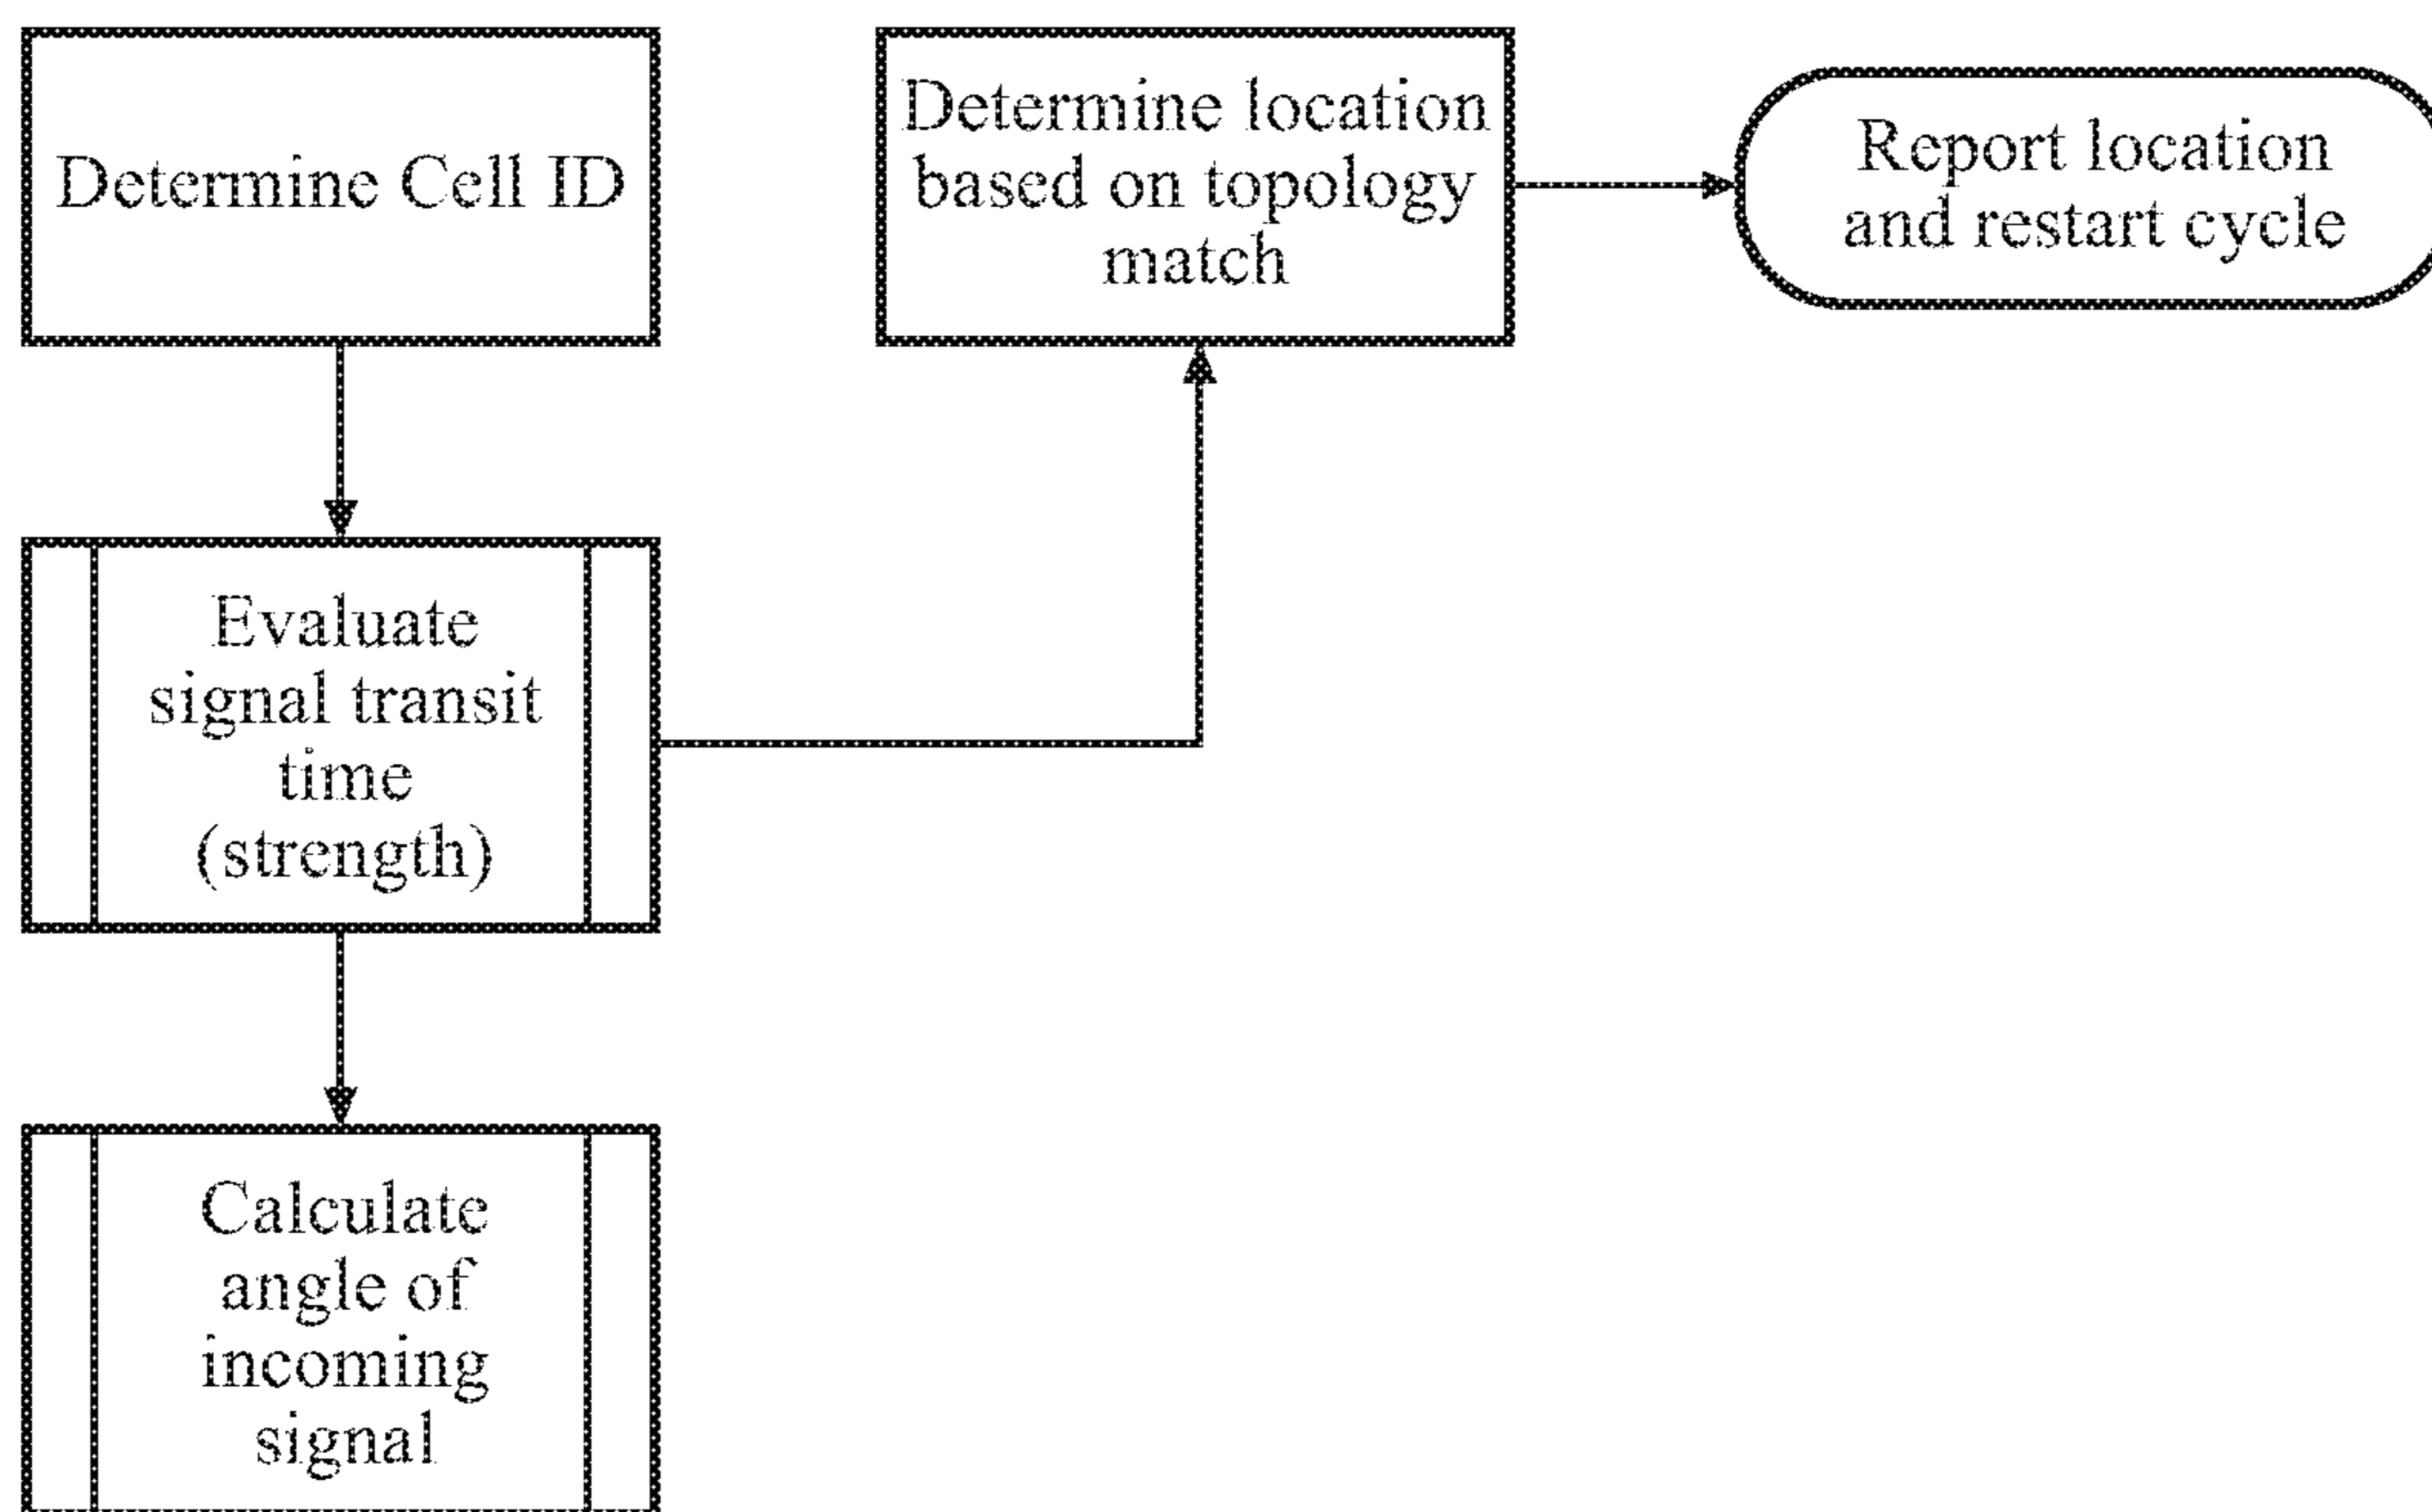 Determine Cell ID
Evaluate
signal transit
time
(strength)
Calculate
angle of
incoming
signal
Determine location
based on topology
match
Report location
and restart cycle